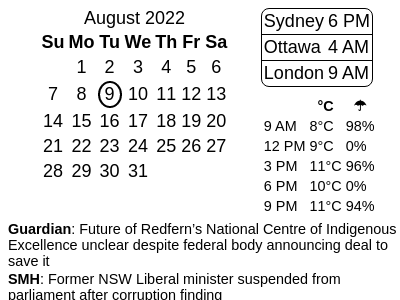 August 2022
Su Mo Tu We Th Fr Sa
1 2 3 4 5 6
7 8 9 10 11 12 13
14 15 16 17 18 19 20
21 22 23 24 25 26 27
28 29 30 31
Sydney 6 PM
Ottawa 4 AM
London 9 AM
°C ☂
9 AM 8°C 98%
12 PM 9°C 0%
3 PM 11°C 96%
6 PM 10°C 0%
9 PM 11°C 94%
Guardian: Future of Redfern’s National Centre of Indigenous
Excellence unclear despite federal body announcing deal to
save it
SMH: Former NSW Liberal minister suspended from
parliament after corruption finding